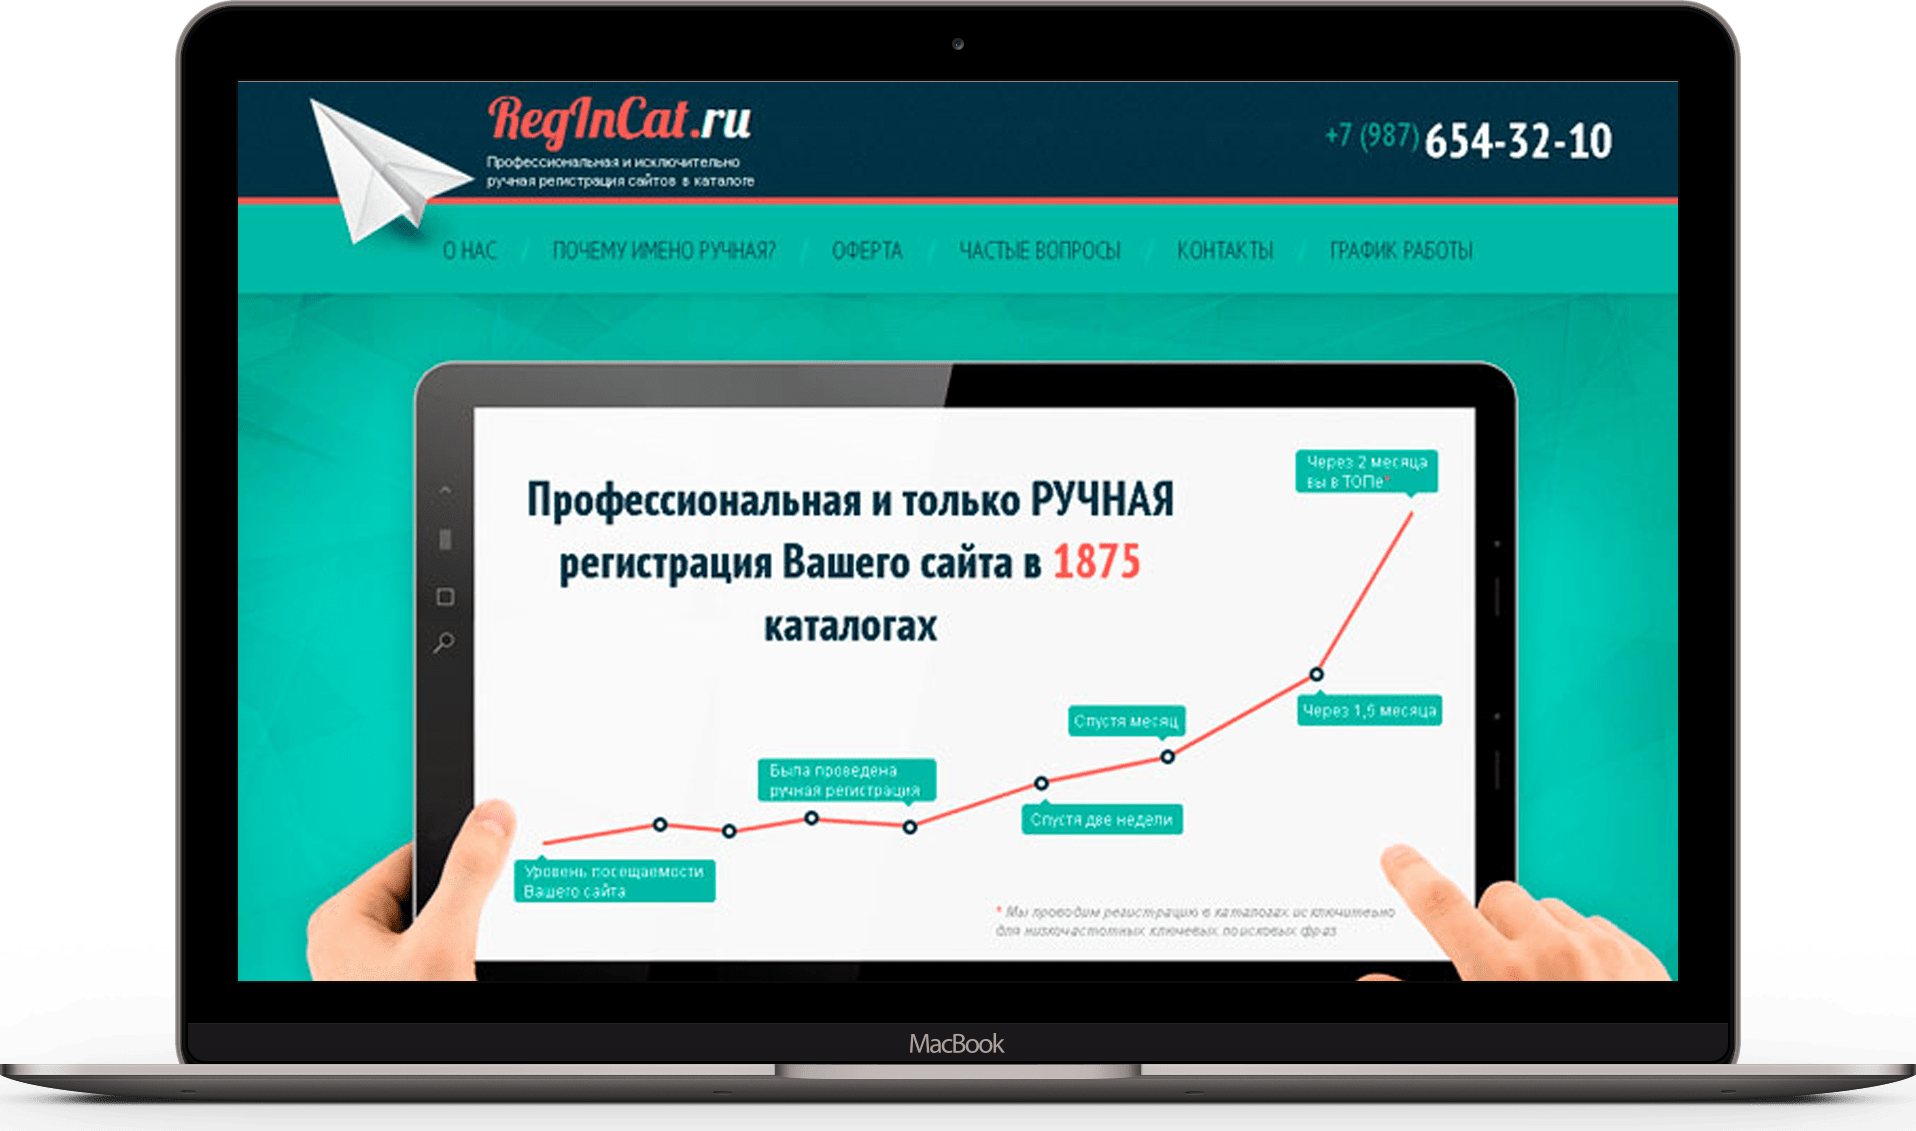 RegInCat.ru
Профессиональная и исключительно
ручная регистрация сайтов в каталоге
+7 (987) 654-32-10
О НАС / ПОЧЕМУ ИМЕНО РУЧНАЯ? / ОФЕРТА / ЧАСТЫЕ ВОПРОСЫ / КОНТАКТЫ / ГРАФИК РАБОТЫ
Профессиональная и только РУЧНАЯ
регистрация Вашего сайта в 1875
каталогах
Через 2 месяца
вы в ТОПе*
Через 1,5 месяца
Спустя месяц
Была проведена
ручная регистрация
Спустя две недели
Уровень посещаемости
Вашего сайта
* Мы проводим регистрацию в каталогах исключитеьно
для низкочастотных ключевых поисковых фраз
MacBook